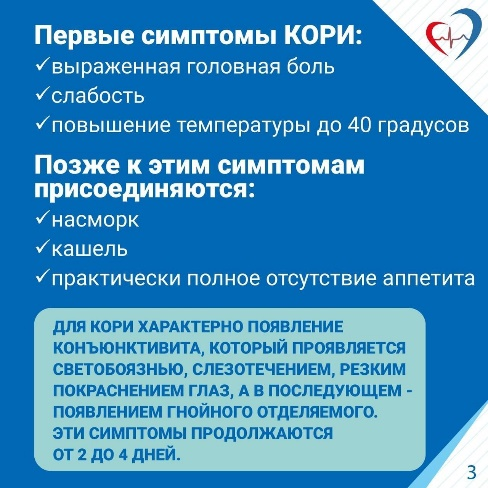 Первые симптомы КОРИ:
✓выраженная головная боль
✓слабость
✓повышение температуры до 40 градусов
Позже к этим симптомам
присоединяются:
✓насморк
✓кашель
✓практически полное отсутствие аппетита
ДЛЯ КОРИ ХАРАКТЕРНО ПОЯВЛЕНИЕ
КОНЪЮНКТИВИТА, КОТОРЫЙ ПРОЯВЛЯЕТСЯ
СВЕТОБОЯЗНЬЮ, СЛЕЗОТЕЧЕНИЕМ, РЕЗКИМ
ПОКРАСНЕНИЕМ ГЛАЗ, А В ПОСЛЕДУЮЩЕМ -
ПОЯВЛЕНИЕМ ГНОЙНОГО ОТДЕЛЯЕМОГО.
ЭТИ СИМПТОМЫ ПРОДОЛЖАЮТСЯ
ОТ 2 ДО 4 ДНЕЙ.
3